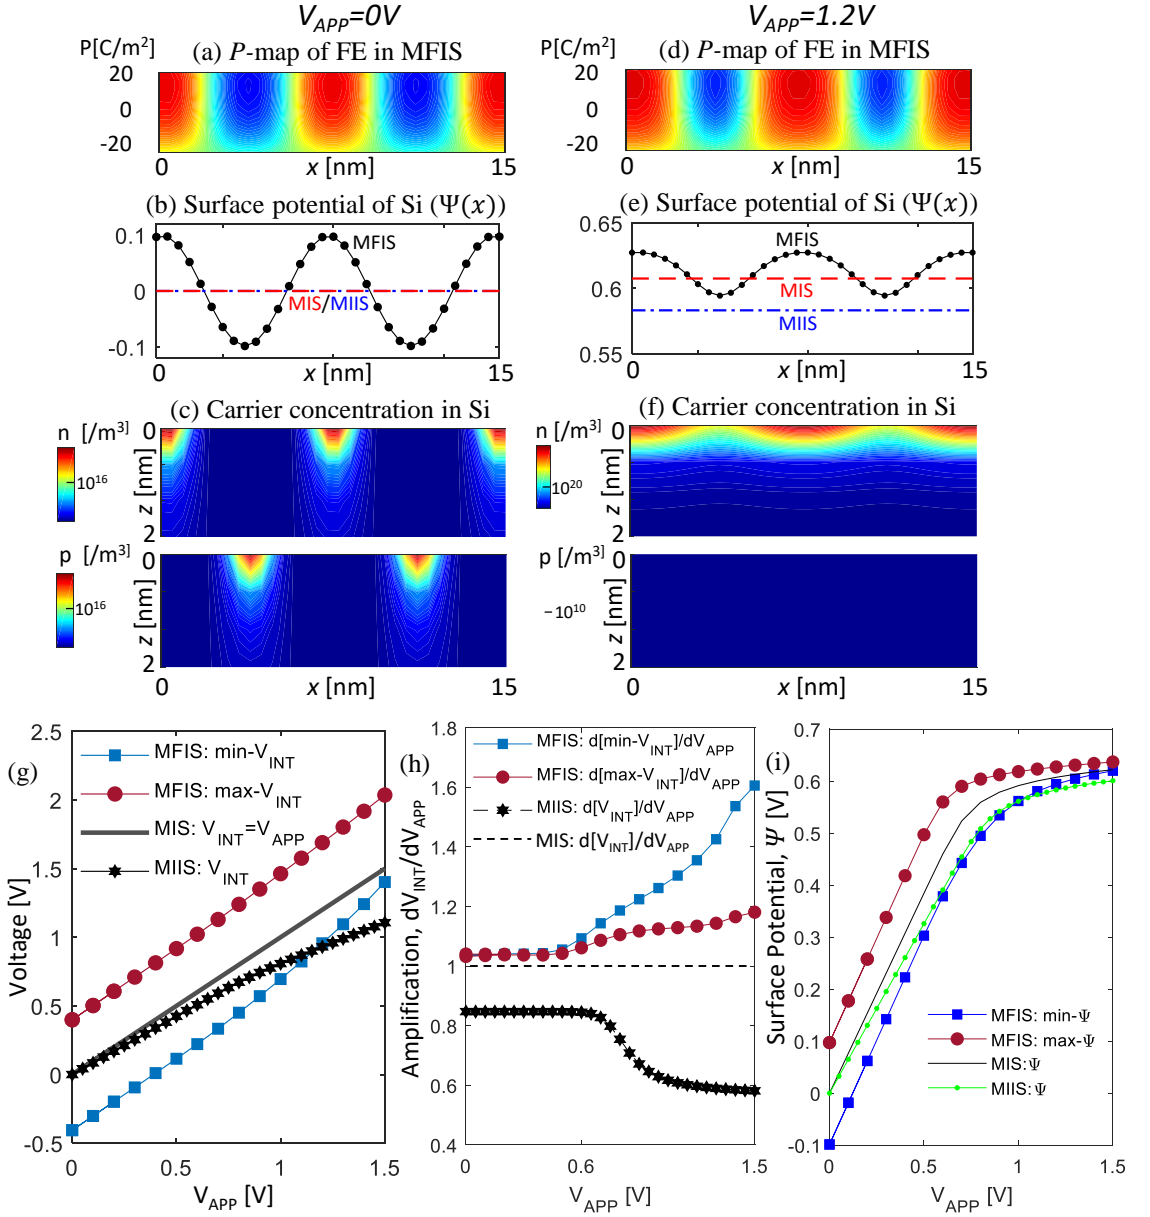 V_APP=0V
V_APP=1.2V
P[C/m²]
(a) P-map of FE in MFIS
20
0
-20
0
x [nm]
15
P[C/m²]
(d) P-map of FE in MFIS
20
0
-20
0
x [nm]
15
(b) Surface potential of Si (Ψ(x))
0.1
0
-0.1
MFIS
MIS/MIIS
0
x [nm]
15
(e) Surface potential of Si (Ψ(x))
0.65
0.6
0.55
MFIS
MIS
MIIS
0
x [nm]
15
(c) Carrier concentration in Si
n [/m³]
10¹⁶
0
z [nm]
2
p [/m³]
10¹⁶
0
z [nm]
2
0
x [nm]
15
(f) Carrier concentration in Si
n [/m³]
10²⁰
0
z [nm]
2
p [/m³]
-10¹⁰
0
z [nm]
2
0
x [nm]
15
(g)
2.5
2
1.5
1
0.5
0
-0.5
Voltage [V]
MFIS: min-V_INT
MFIS: max-V_INT
MIS: V_INT=V_APP
MIIS: V_INT
0
0.5
1
1.5
V_APP [V]
(h)
1.8
1.6
1.4
1.2
1
0.8
0.6
0.4
Amplification, dV_INT/dV_APP
MFIS: d[min-V_INT]/dV_APP
MFIS: d[max-V_INT]/dV_APP
MIIS: d[V_INT]/dV_APP
MIS: d[V_INT]/dV_APP
0
0.6
1.5
V_APP [V]
(i)
0.7
0.6
0.5
0.4
0.3
0.2
0.1
0
-0.1
Surface Potential, Ψ [V]
MFIS: min-Ψ
MFIS: max-Ψ
MIS:Ψ
MIIS:Ψ
0
0.5
1
1.5
V_APP [V]